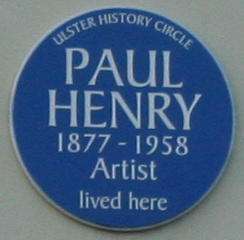 ULSTER HISTORY CIRCLE
PAUL
HENRY
1877 - 1958
Artist
lived here